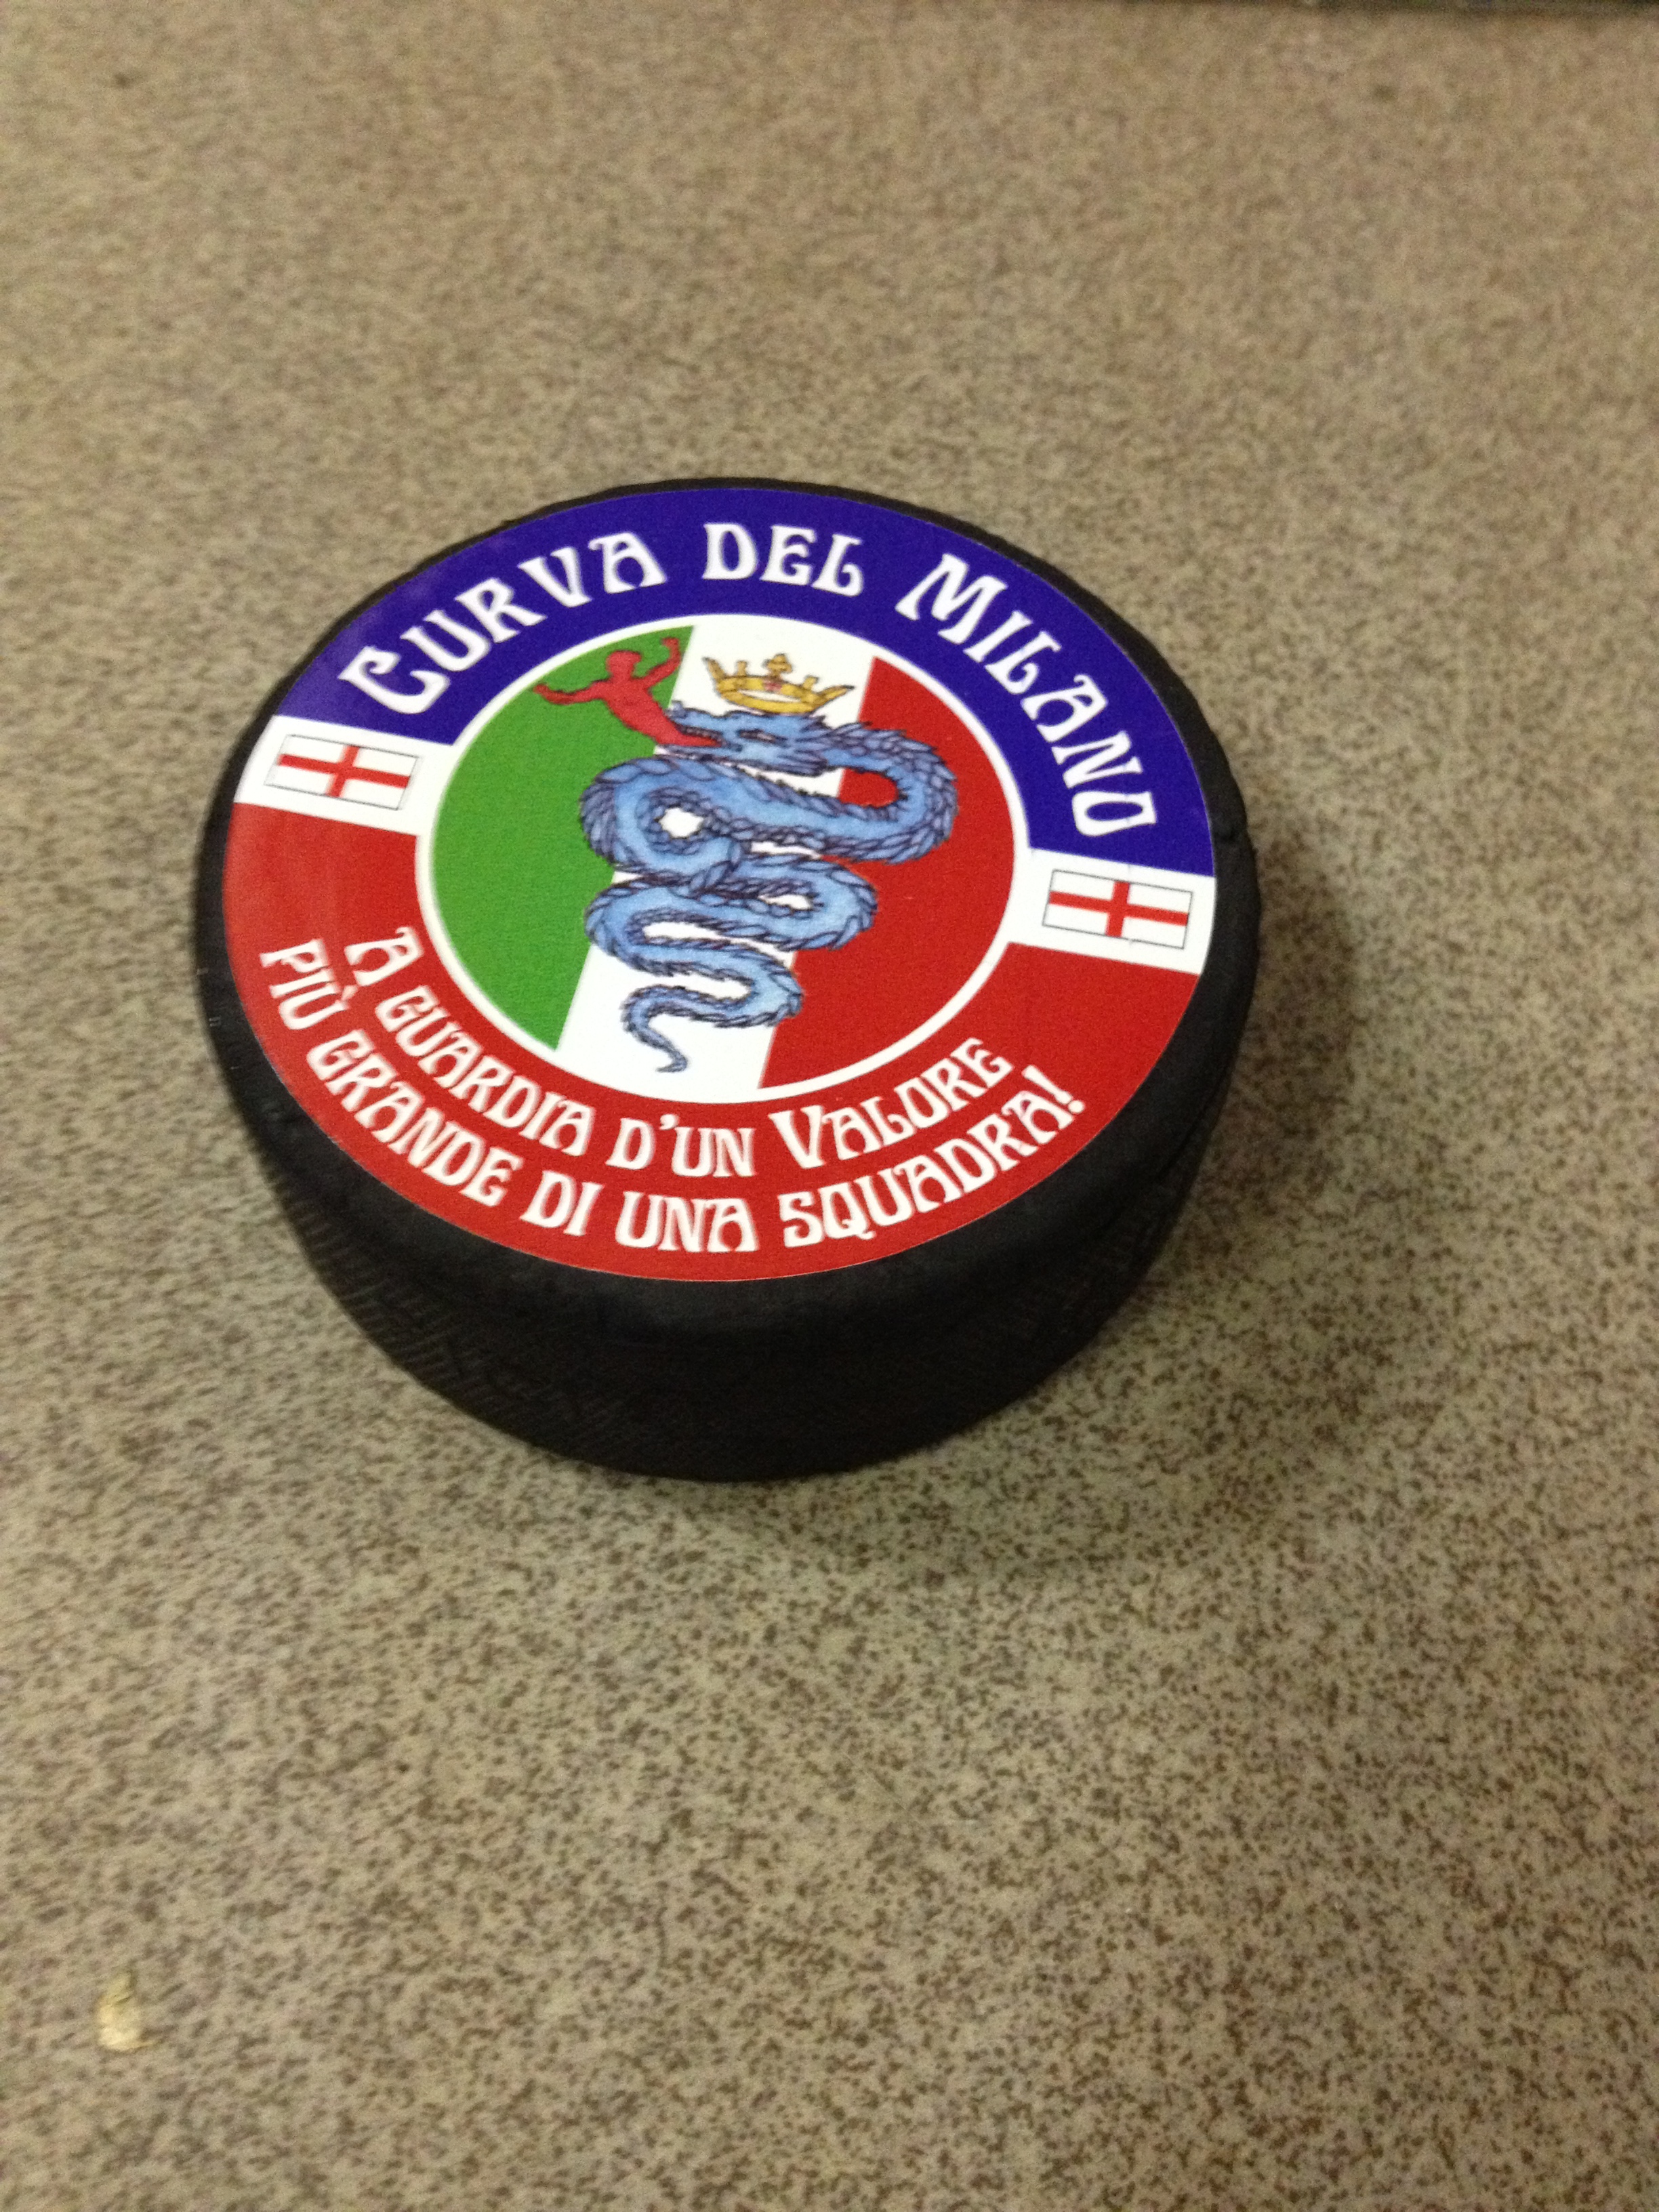 Curva del Milano
A guardia d'un Valore
più grande di una squadra!